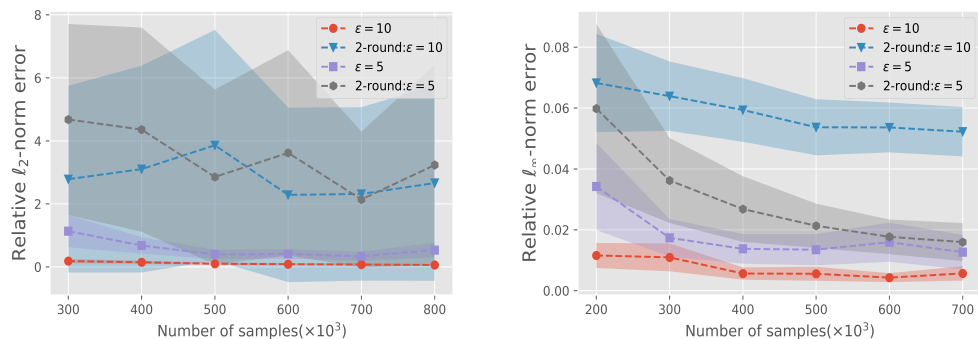 Relative ℓ₂-norm error
8
6
4
2
0
300 400 500 600 700 800
Number of samples(×10³)
ε = 10
2-round:ε = 10
ε = 5
2-round:ε = 5
Relative ℓ∞-norm error
0.08
0.06
0.04
0.02
0.00
200 300 400 500 600 700
Number of samples(×10³)
ε = 10
2-round:ε = 10
ε = 5
2-round:ε = 5